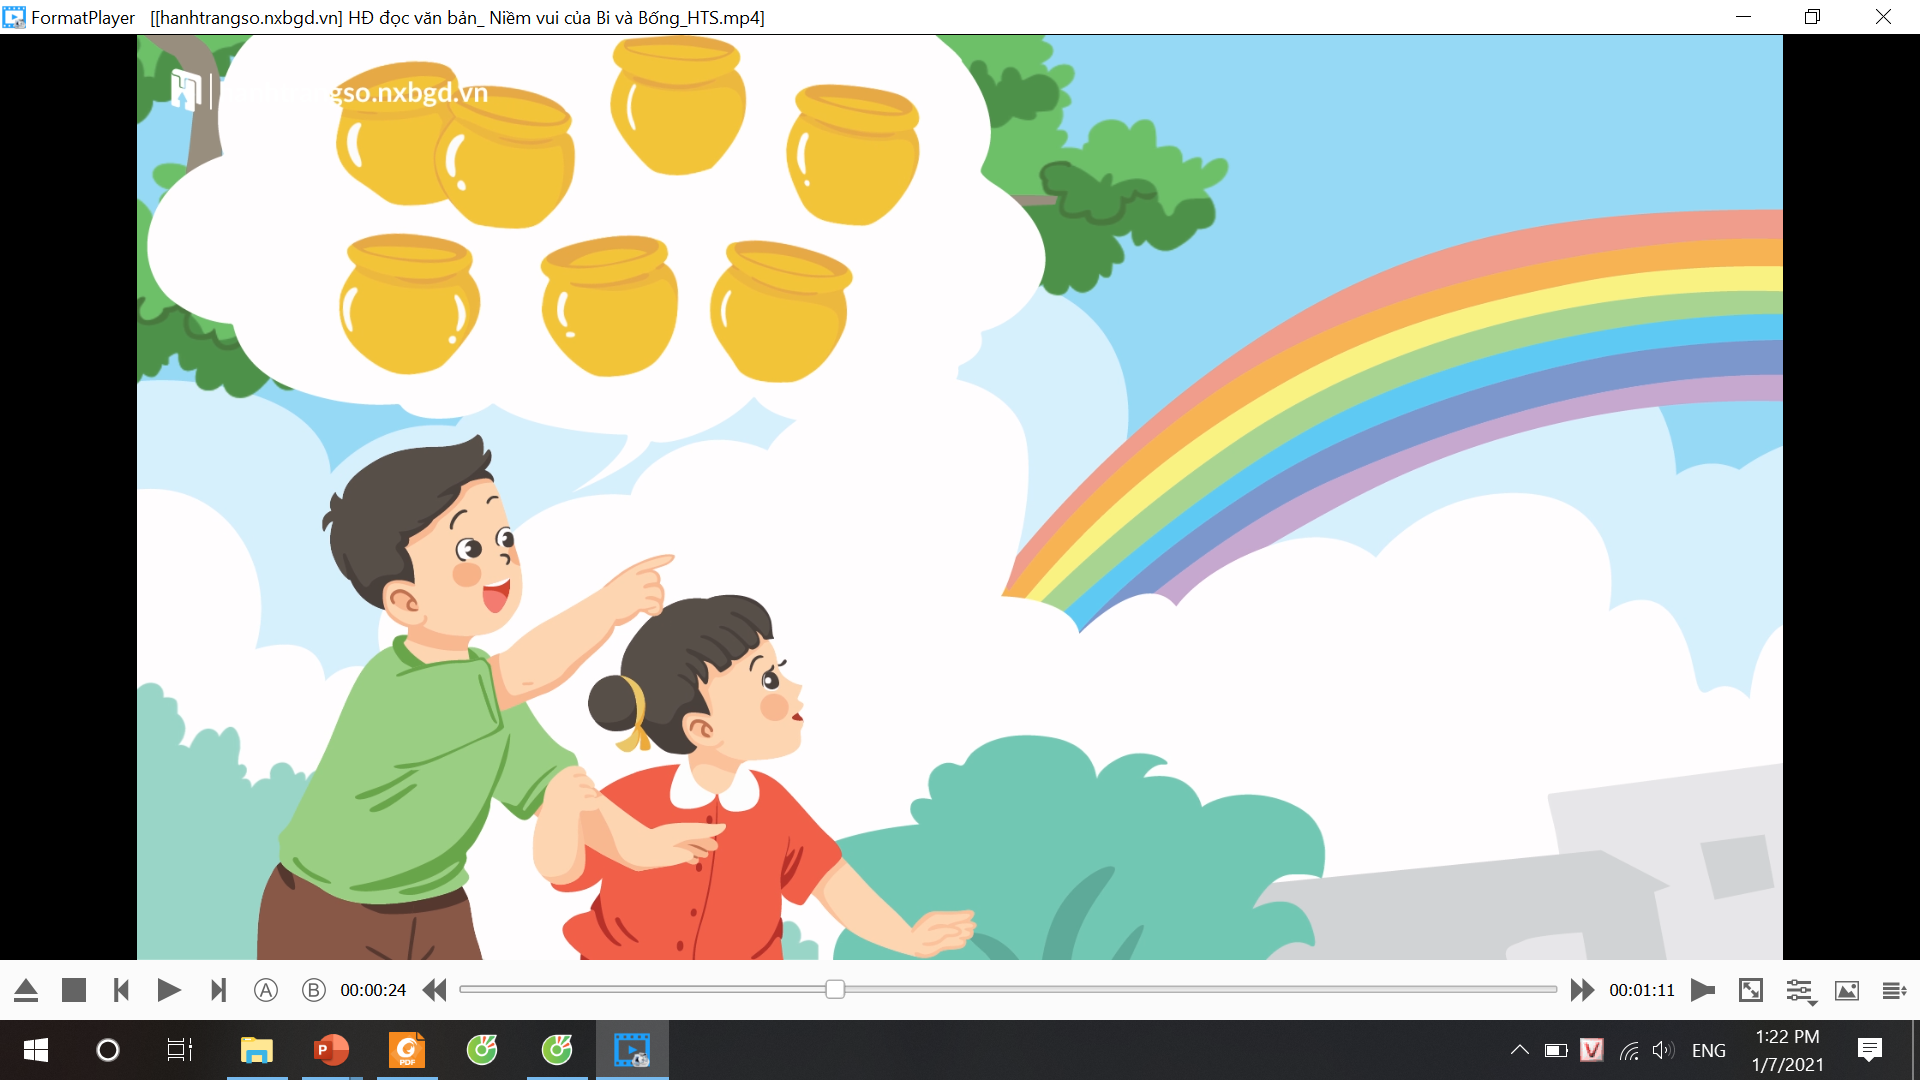 FormatPlayer [[hanhtrangso.nxbgd.vn] HĐ đọc văn bản_ Niềm vui của Bi và Bống_HTS.mp4]
gso.nxbgd.vn
A
B
00:00:24
00:01:11
P
PDF
V
ENG
1:22 PM
1/7/2021